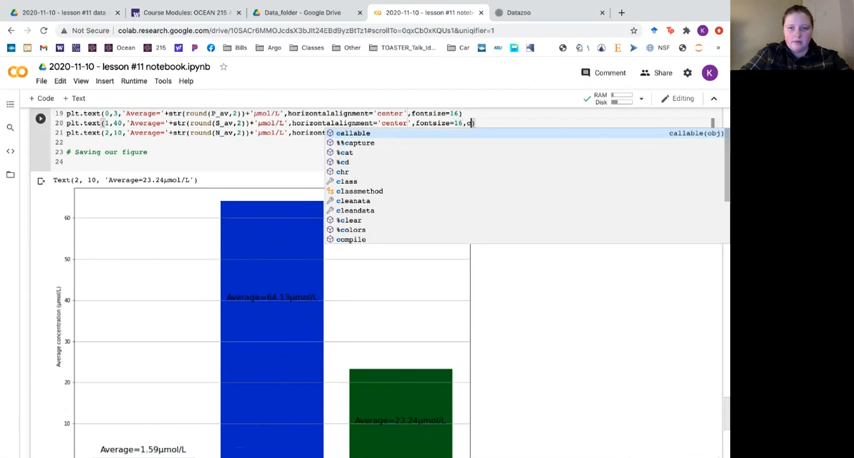 2020-11-10 - lesson #11 data
Course Modules: OCEAN 215 A
Data_folder - Google Drive
2020-11-10 - lesson #11 noteb
Datazoo
Not Secure
colab.research.google.com/drive/10SACr6MMOJcdsX3bJIt24EBd9yzBtTz1#scrollTo=0qxCb0xKQUs1&uniqifier=1
Ocean
215
Bills
Argo
Classes
Other
TOASTER_Talk_Id...
Cal
NSF
OC
2020-11-10 - lesson #11 notebook.ipynb
Comment
Share
K
File Edit View Insert Runtime Tools Help
+ Code + Text
RAM
Disk
Editing
19 plt.text(0,3,'Average='+str(round(P_av,2))+'μmol/L',horizontalalignment='center',fontsize=16)
20 plt.text(1,40,'Average='+str(round(S_av,2))+'μmol/L',horizontalalignment='center',fontsize=16,c)
21 plt.text(2,10,'Average='+str(round(N_av,2))+'μmol/L',horizont
22
23 # Saving our figure
24
callable
callable(obj)
%%capture
%cat
%cd
chr
class
classmethod
cleanata
cleandata
%clear
%colors
compile
Text(2, 10, 'Average=23.24μmol/L')
60
50
40
30
20
10
Average concentration (μmol/L)
Average=64.13μmol/L
Average=23.24μmol/L
Average=1.59μmol/L